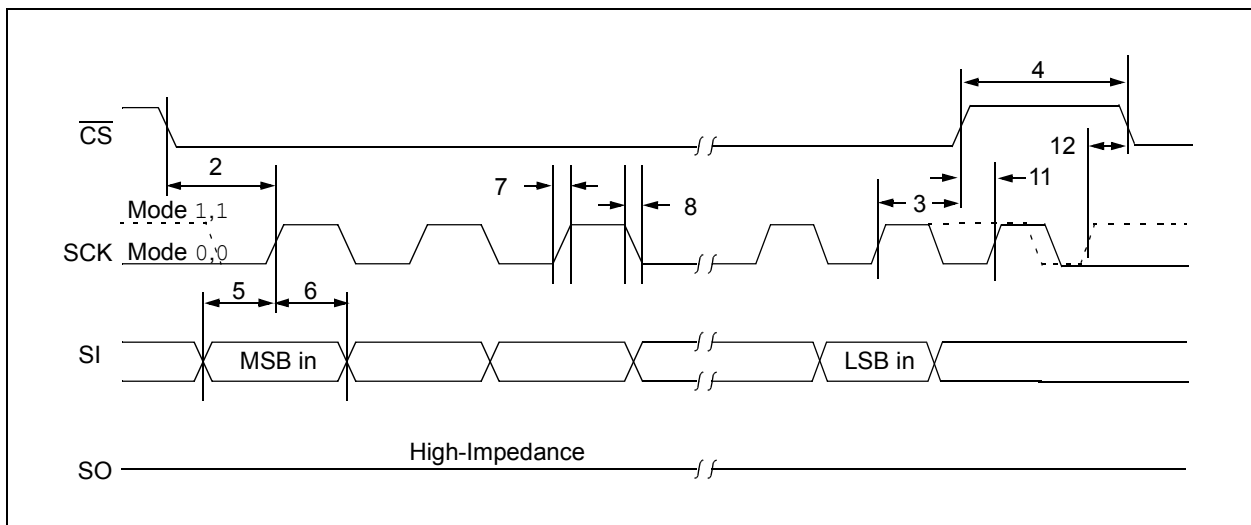 4
CS
12
2
7
8
3
11
Mode 1,1
SCK Mode 0,0
5
6
SI
MSB in
LSB in
High-Impedance
SO